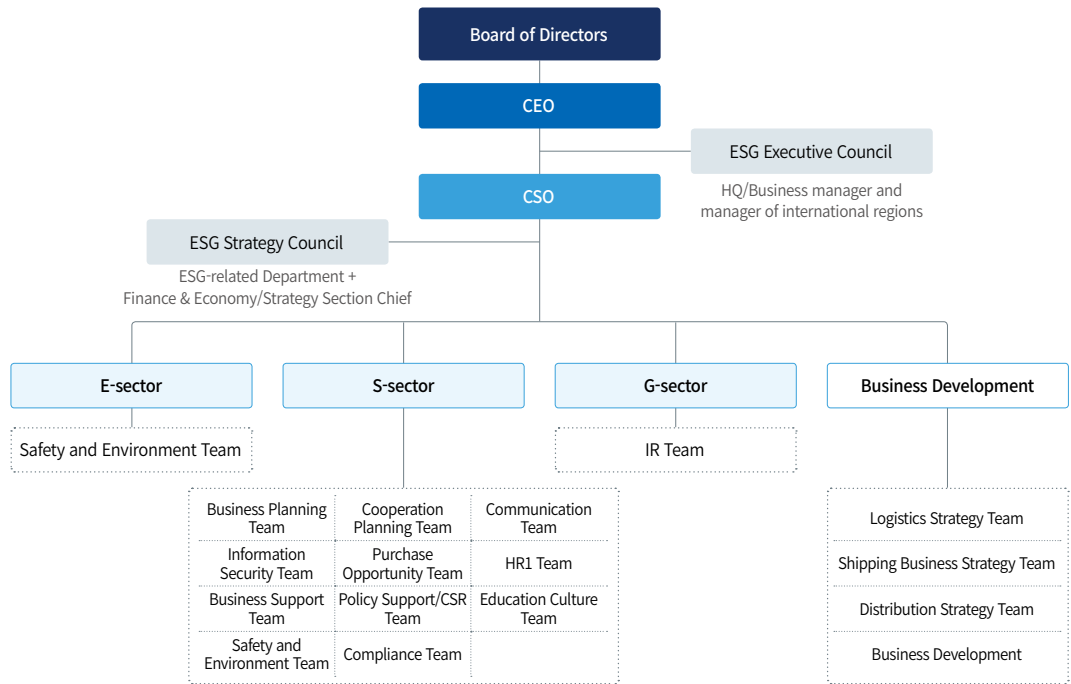 Board of Directors
CEO
ESG Executive Council
HQ/Business manager and
manager of international regions
CSO
ESG Strategy Council
ESG-related Department +
Finance & Economy/Strategy Section Chief
E-sector
S-sector
G-sector
Business Development
Safety and Environment Team
IR Team
Business Planning
Team
Cooperation
Planning Team
Communication
Team
Information
Security Team
Purchase
Opportunity Team
HR1 Team
Business Support
Team
Policy Support/CSR
Team
Education Culture
Team
Safety and
Environment Team
Compliance Team
Logistics Strategy Team
Shipping Business Strategy Team
Distribution Strategy Team
Business Development